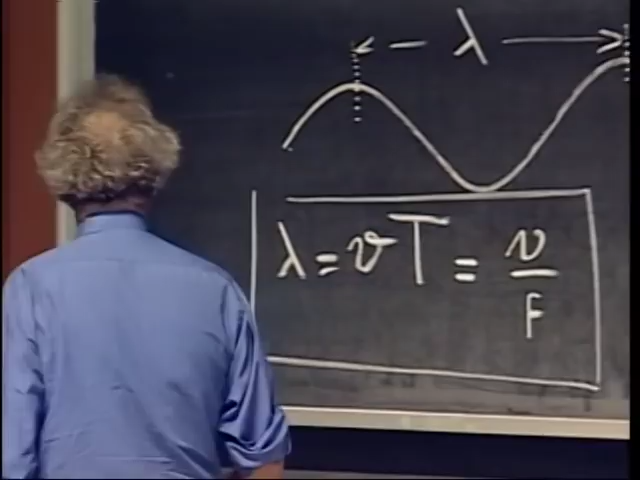 λ
λ = vT = v/F